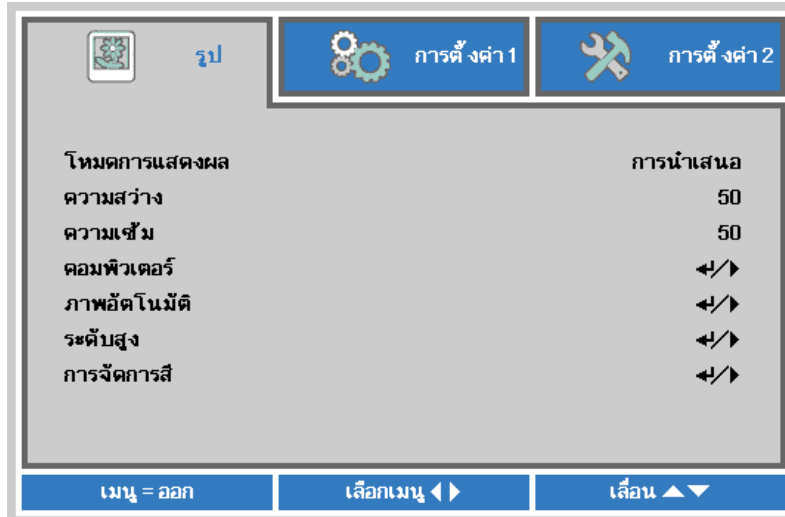 รูป
การตั้งค่า 1
การตั้งค่า 2
โหมดการแสดงผล การนำเสนอ
ความสว่าง 50
ความเข้ม 50
คอมพิวเตอร์ ↵/▶
ภาพอัตโนมัติ ↵/▶
ระดับสูง ↵/▶
การจัดการสี ↵/▶
เมนู = ออก
เลือกเมนู ◀▶
เลื่อน ▲▼